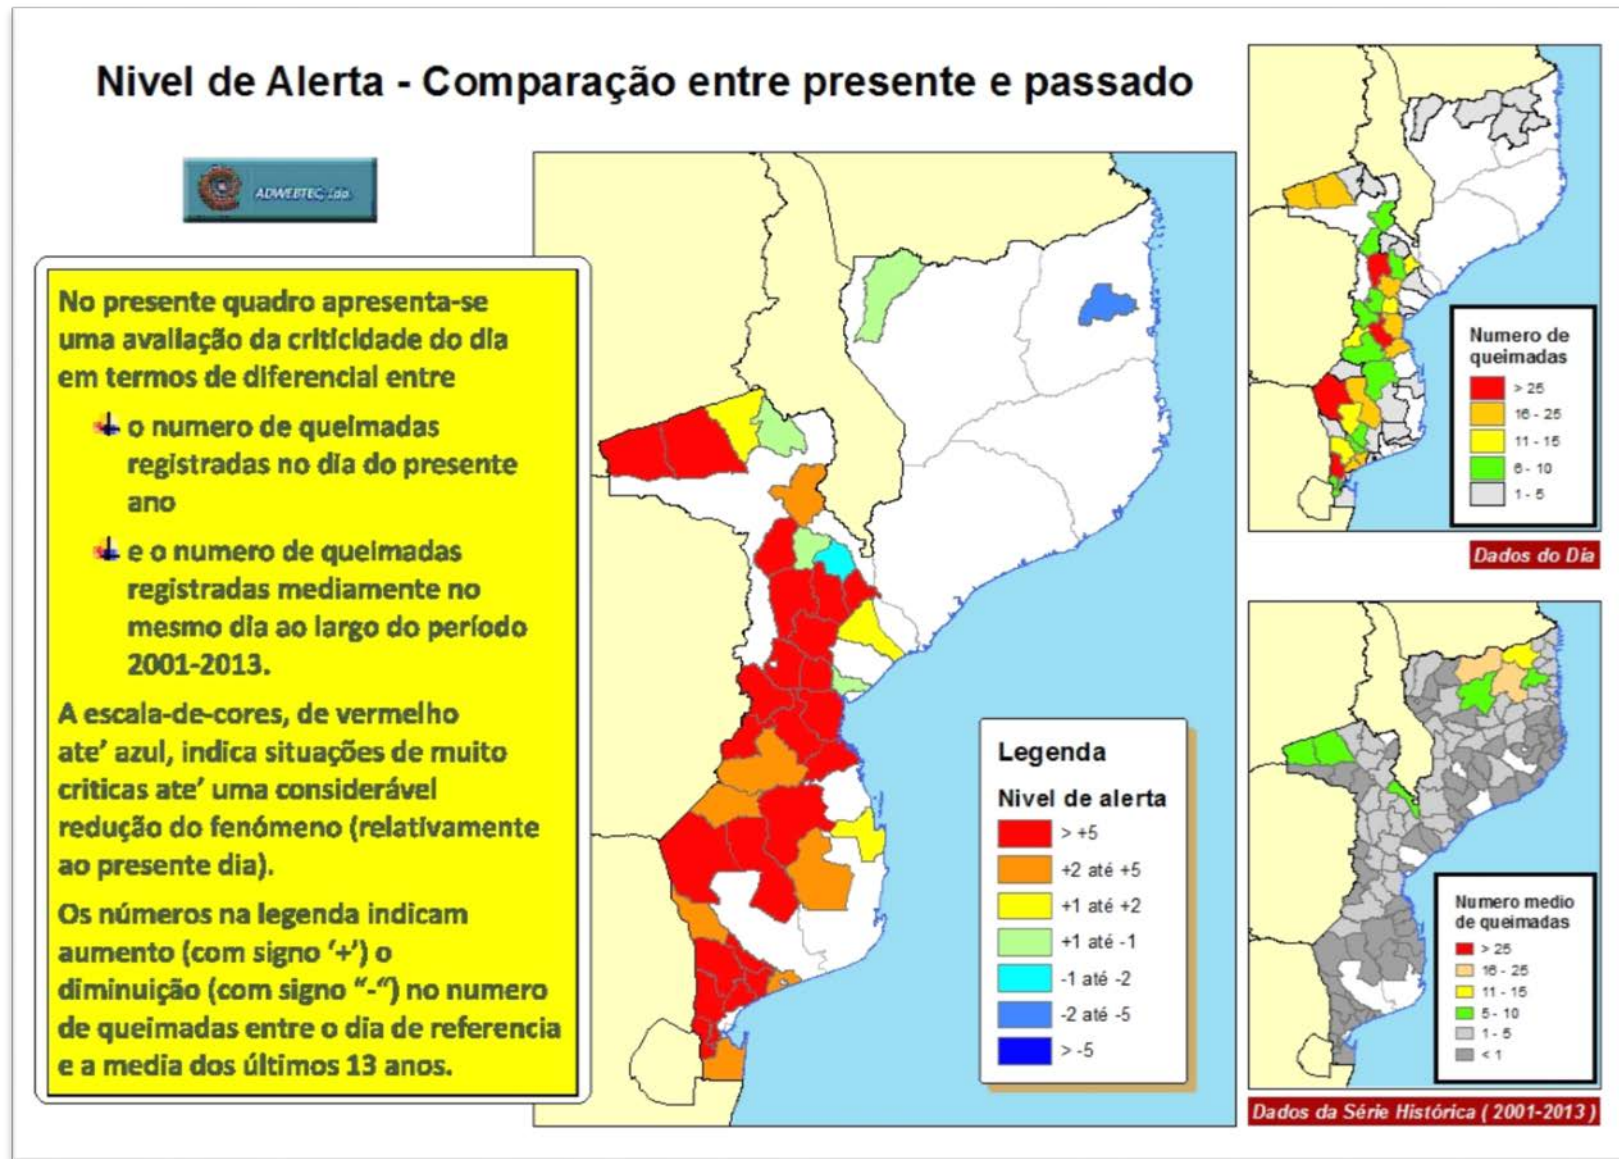 Nivel de Alerta - Comparação entre presente e passado
ADWEBTEC, Lda.
No presente quadro apresenta-se
uma avaliação da criticidade do dia
em termos de diferencial entre
o numero de queimadas
registradas no dia do presente
ano
e o numero de queimadas
registradas mediamente no
mesmo dia ao largo do período
2001-2013.
A escala-de-cores, de vermelho
ate’ azul, indica situações de muito
criticas ate’ uma considerável
redução do fenómeno (relativamente
ao presente dia).
Os números na legenda indicam
aumento (com signo ‘+’) o
diminuição (com signo “-“) no numero
de queimadas entre o dia de referencia
e a media dos últimos 13 anos.
Legenda
Nivel de alerta
> +5
+2 até +5
+1 até +2
+1 até -1
-1 até -2
-2 até -5
> -5
Numero de
queimadas
> 25
16 - 25
11 - 15
6 - 10
1 - 5
Dados do Dia
Numero medio
de queimadas
> 25
16 - 25
11 - 15
5 - 10
1 - 5
< 1
Dados da Série Histórica ( 2001-2013 )